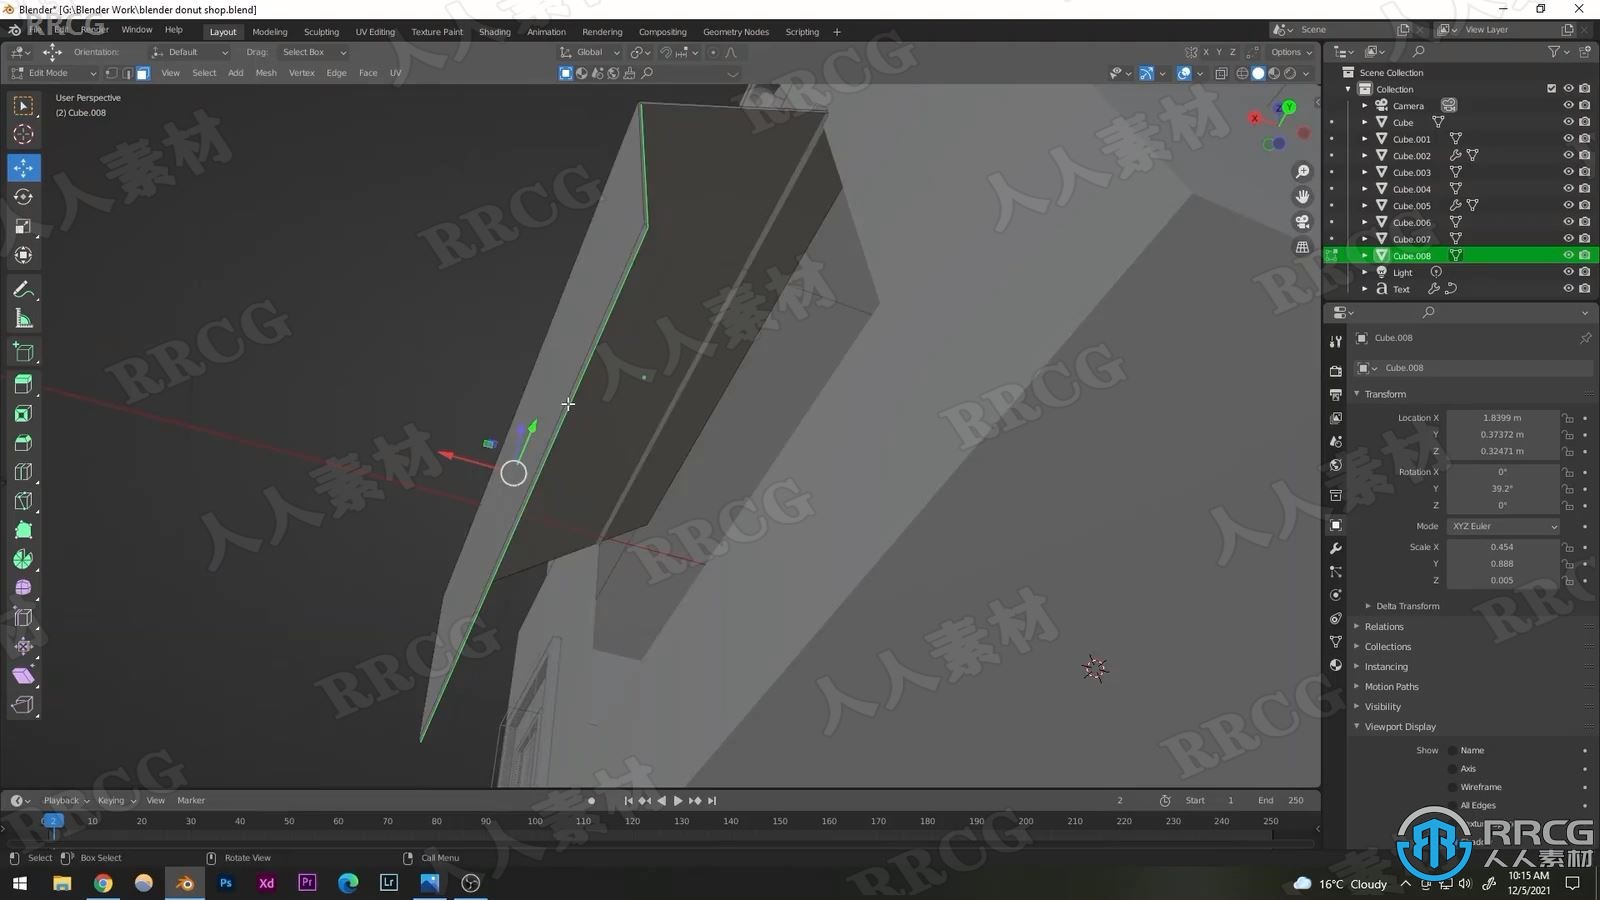 Blender* [G:\Blender Work\blender donut shop.blend]
File Edit Render Window Help Layout Modeling Sculpting UV Editing Texture Paint Shading Animation Rendering Compositing Geometry Nodes Scripting + Scene View Layer
Orientation: Default Drag: Select Box Global X Y Z Options
Edit Mode View Select Add Mesh Vertex Edge Face UV
User Perspective
(2) Cube.008
X Y Z
Scene Collection
Collection
Camera
Cube
Cube.001
Cube.002
Cube.003
Cube.004
Cube.005
Cube.006
Cube.007
Cube.008
Light
Text
Cube.008
Cube.008
Transform
Location X 1.8399 m
Y 0.37372 m
Z 0.32471 m
Rotation X 0°
Y 39.2°
Z 0°
Mode XYZ Euler
Scale X 0.454
Y 0.888
Z 0.005
Delta Transform
Relations
Collections
Instancing
Motion Paths
Visibility
Viewport Display
Show Name
Axis
Wireframe
All Edges
Playback Keying View Marker 2 Start 1 End 250
2 10 20 30 40 50 60 70 80 90 100 110 120 130 140 150 160 170 180 190 200 210 220 230 240 250
Select Box Select Rotate View Call Menu
Ps Xd Pr Lr
16°C Cloudy
10:15 AM
12/5/2021
RRCG
人人素材